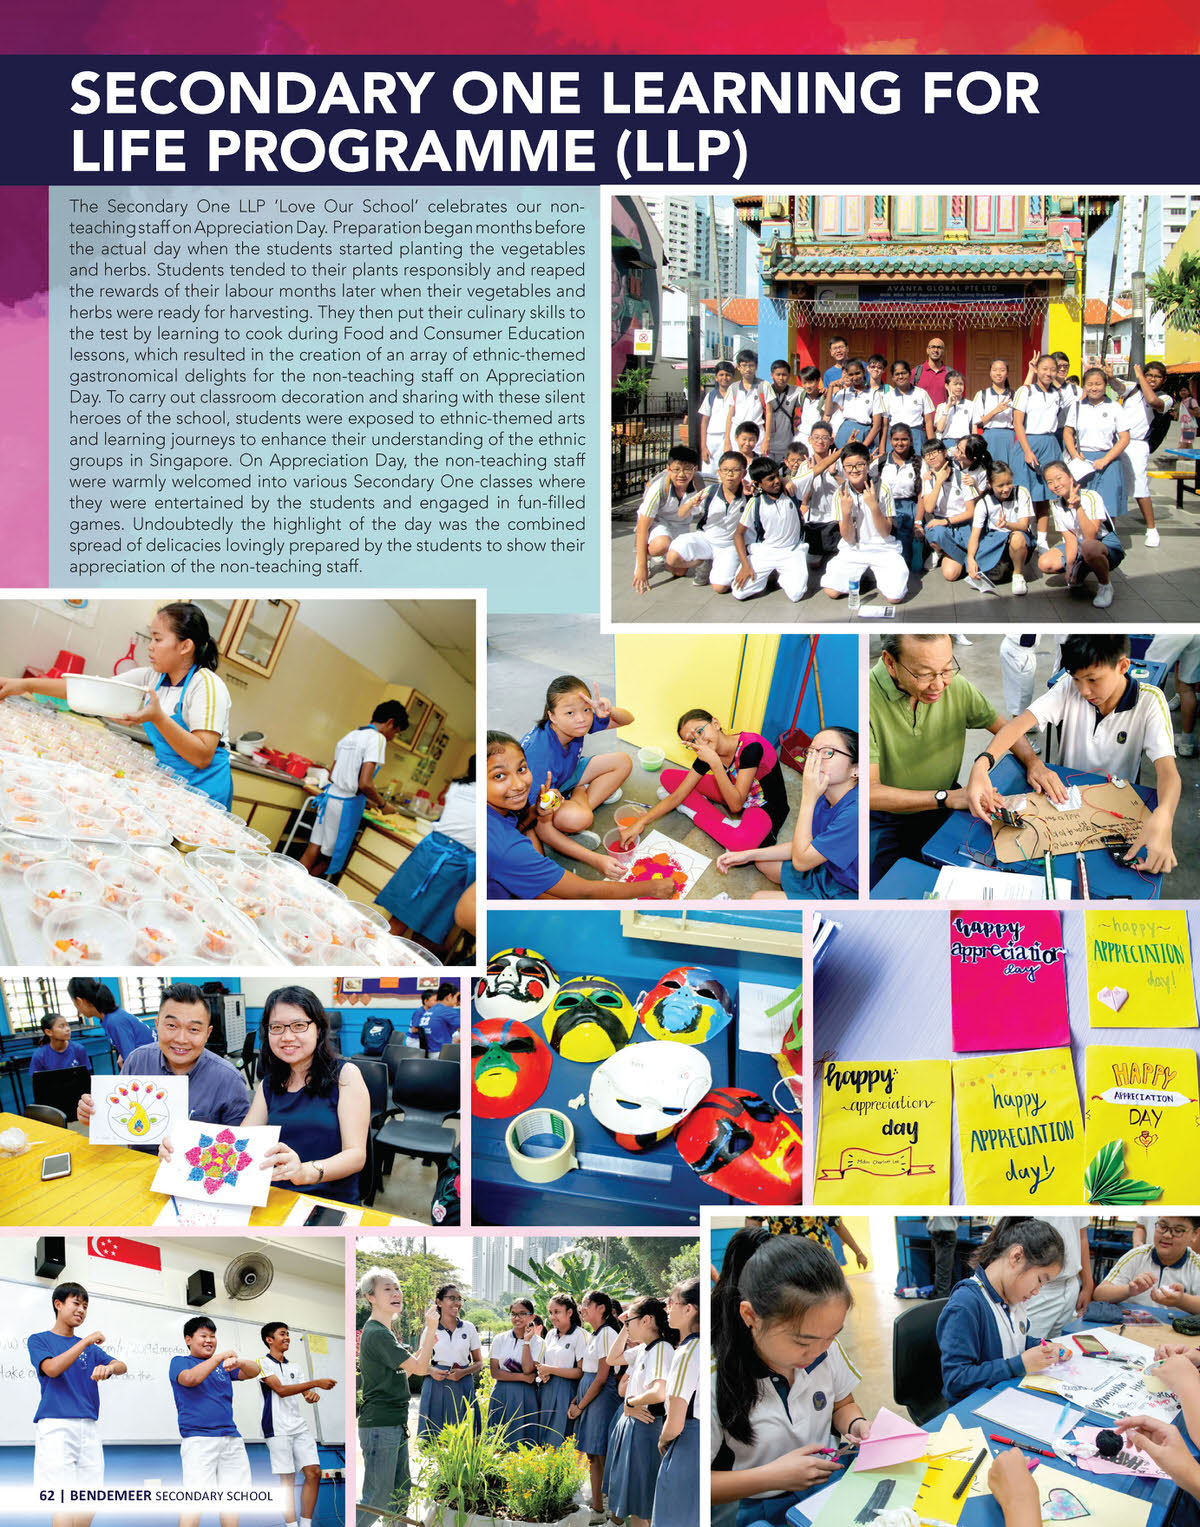 SECONDARY ONE LEARNING FOR
LIFE PROGRAMME (LLP)
The Secondary One LLP ‘Love Our School’ celebrates our non-
teaching staff on Appreciation Day. Preparation began months before
the actual day when the students started planting the vegetables
and herbs. Students tended to their plants responsibly and reaped
the rewards of their labour months later when their vegetables and
herbs were ready for harvesting. They then put their culinary skills to
the test by learning to cook during Food and Consumer Education
lessons, which resulted in the creation of an array of ethnic-themed
gastronomical delights for the non-teaching staff on Appreciation
Day. To carry out classroom decoration and sharing with these silent
heroes of the school, students were exposed to ethnic-themed arts
and learning journeys to enhance their understanding of the ethnic
groups in Singapore. On Appreciation Day, the non-teaching staff
were warmly welcomed into various Secondary One classes where
they were entertained by the students and engaged in fun-filled
games. Undoubtedly the highlight of the day was the combined
spread of delicacies lovingly prepared by the students to show their
appreciation of the non-teaching staff.
AVANTA GLOBAL PTE LTD
happy
appreciation
day
~happy~
APPRECIATION
day!
happy
appreciation
day
happy
APPRECIATION
day!
HAPPY
APPRECIATION
DAY
62 | BENDEMEER SECONDARY SCHOOL